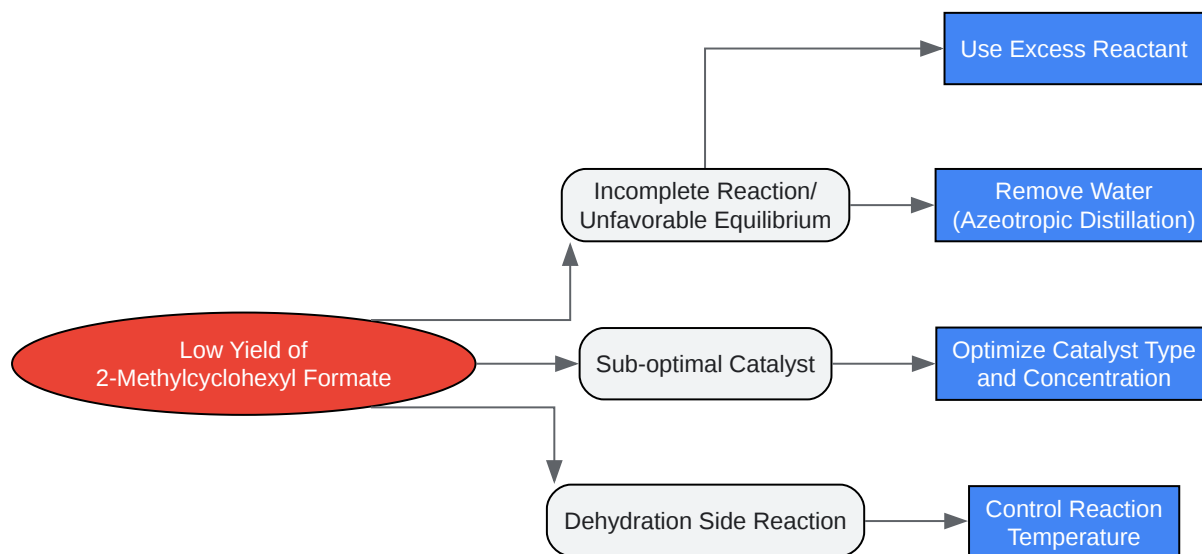 Use Excess Reactant
Incomplete Reaction/
Unfavorable Equilibrium
Remove Water
(Azeotropic Distillation)
Low Yield of
2-Methylcyclohexyl Formate
Sub-optimal Catalyst
Optimize Catalyst Type
and Concentration
Dehydration Side Reaction
Control Reaction
Temperature